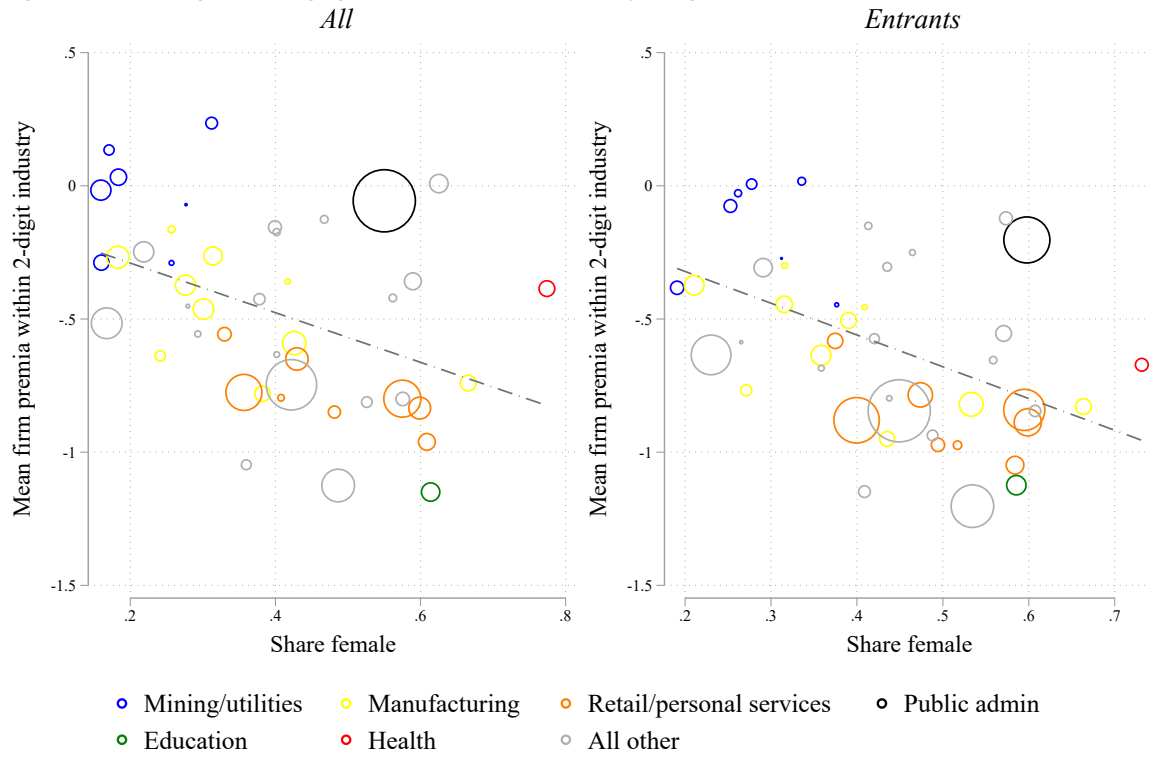 All
Entrants
Mean firm premia within 2-digit industry
.5
0
-.5
-1
-1.5
.2
.4
.6
.8
Share female
Mean firm premia within 2-digit industry
.5
0
-.5
-1
-1.5
.2
.3
.4
.5
.6
.7
Share female
Mining/utilities
Manufacturing
Retail/personal services
Public admin
Education
Health
All other